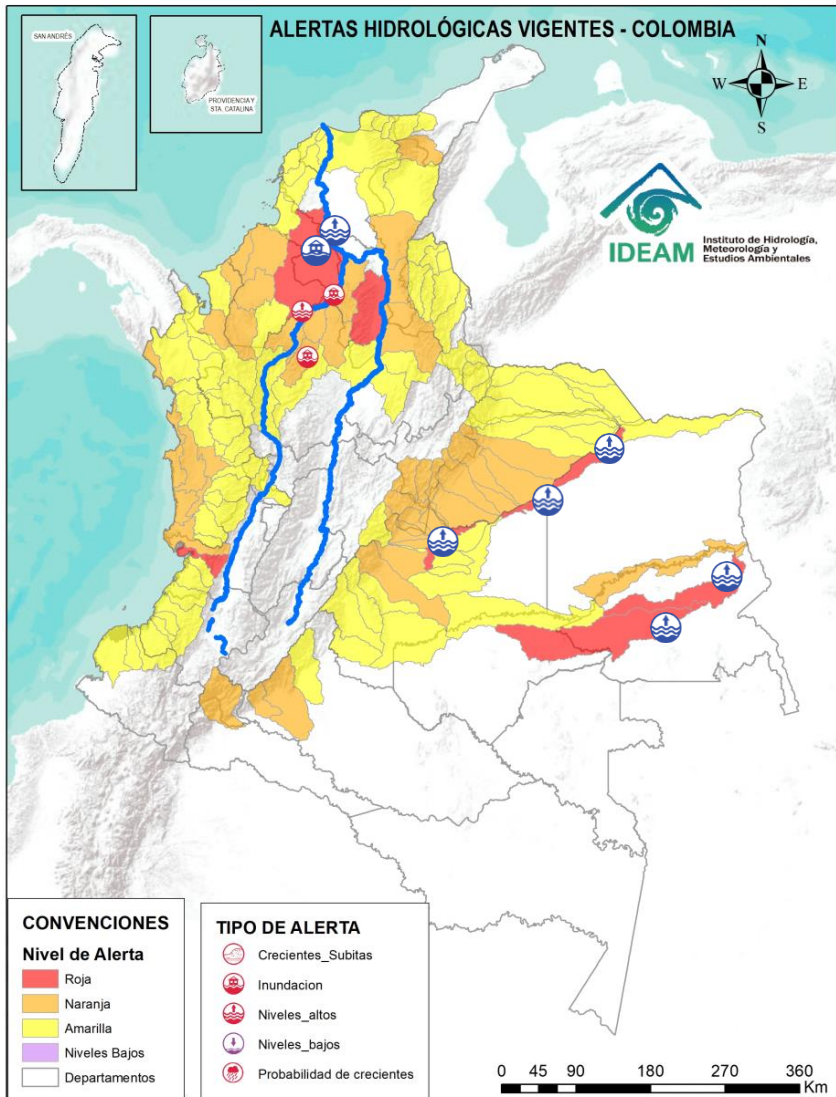 ALERTAS HIDROLÓGICAS VIGENTES - COLOMBIA
SAN ANDRÉS
PROVIDENCIA Y
STA. CATALINA
N
W E
S
IDEAM
Instituto de Hidrología,
Meteorología y
Estudios Ambientales
CONVENCIONES
Nivel de Alerta
Roja
Naranja
Amarilla
Niveles Bajos
Departamentos
TIPO DE ALERTA
Crecientes_Subitas
Inundacion
Niveles_altos
Niveles_bajos
Probabilidad de crecientes
0 45 90 180 270 360
Km